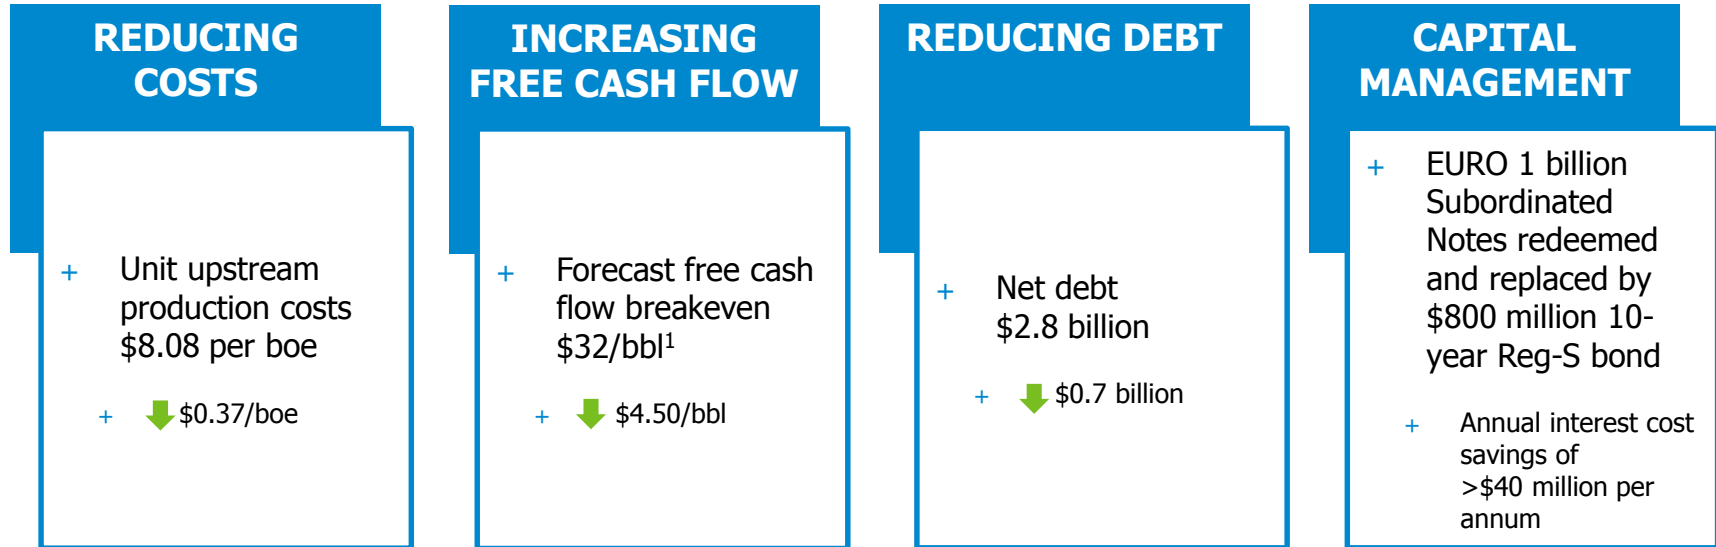 REDUCING
COSTS
+ Unit upstream
production costs
$8.08 per boe
+ $0.37/boe
INCREASING
FREE CASH FLOW
+ Forecast free cash
flow breakeven
$32/bbl¹
+ $4.50/bbl
REDUCING DEBT
+ Net debt
$2.8 billion
+ $0.7 billion
CAPITAL
MANAGEMENT
+ EURO 1 billion
Subordinated
Notes redeemed
and replaced by
$800 million 10-
year Reg-S bond
+ Annual interest cost
savings of
>$40 million per
annum